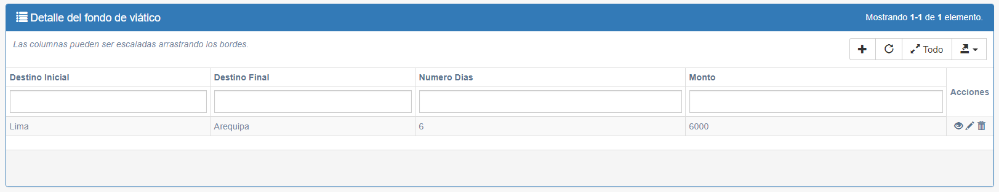 Detalle del fondo de viático
Mostrando 1-1 de 1 elemento.
Las columnas pueden ser escaladas arrastrando los bordes.
Todo
Destino Inicial Destino Final Numero Dias Monto Acciones
Lima Arequipa 6 6000